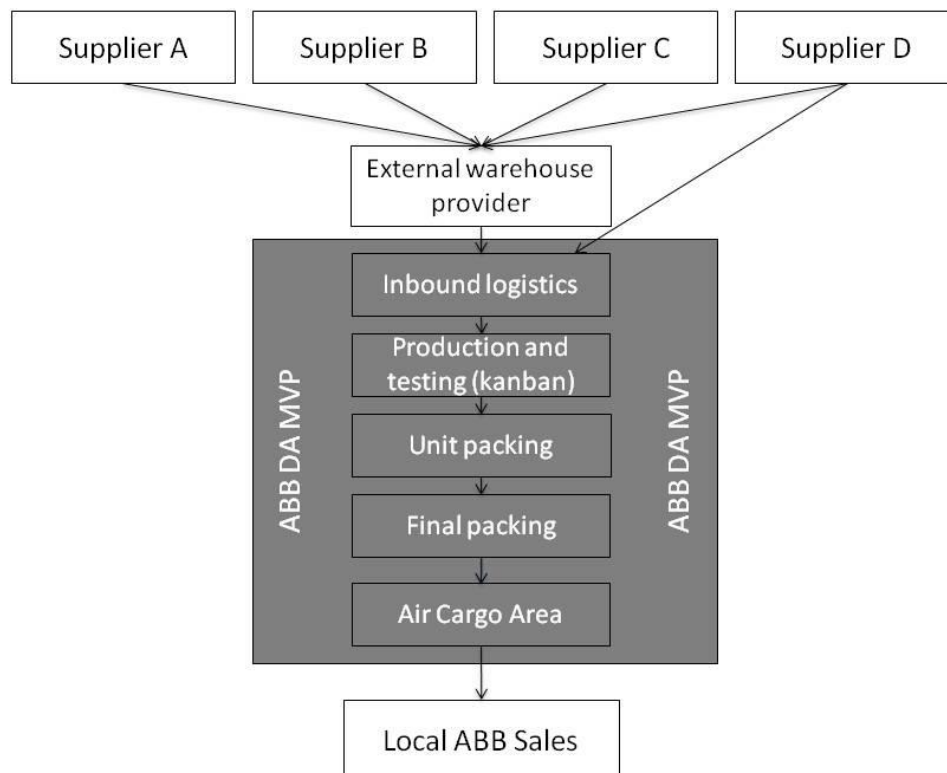 Supplier A
Supplier B
Supplier C
Supplier D
External warehouse
provider
Inbound logistics
Production and
testing (kanban)
ABB DA MVP
ABB DA MVP
Unit packing
Final packing
Air Cargo Area
Local ABB Sales